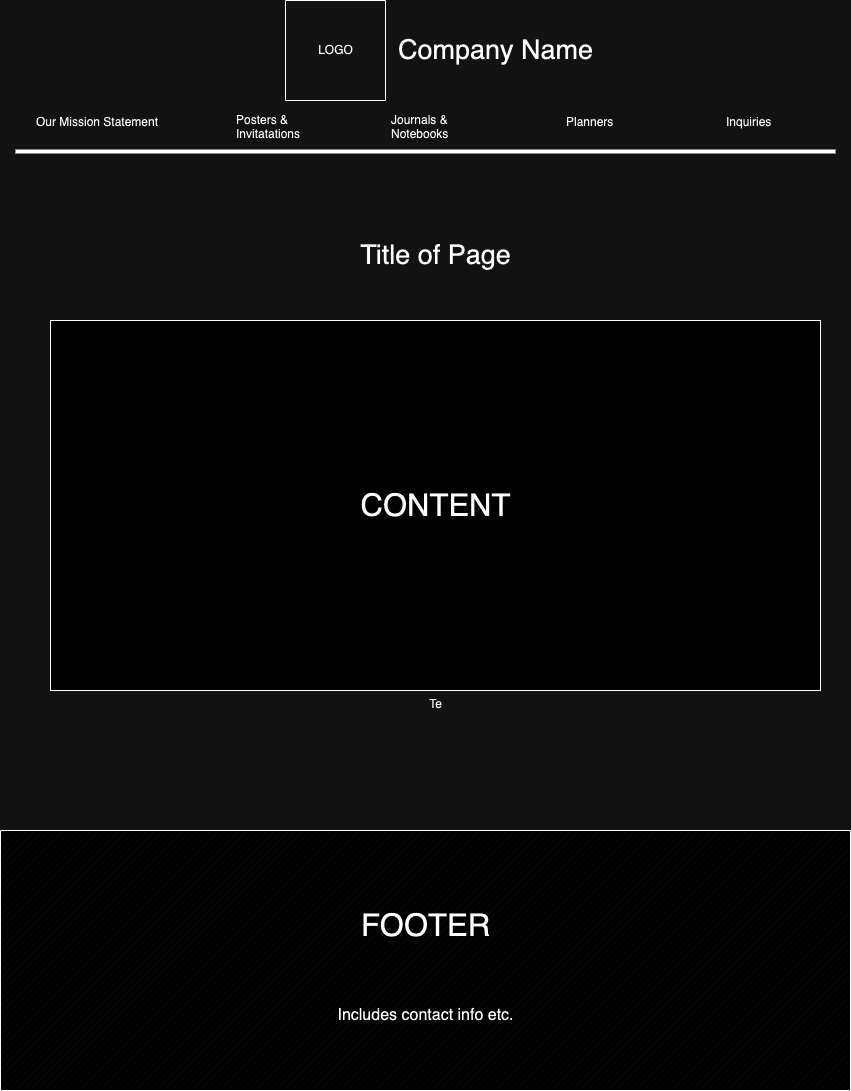 LOGO
Company Name
Our Mission Statement
Posters &
Invitatations
Journals &
Notebooks
Planners
Inquiries
Title of Page
CONTENT
Te
FOOTER
Includes contact info etc.